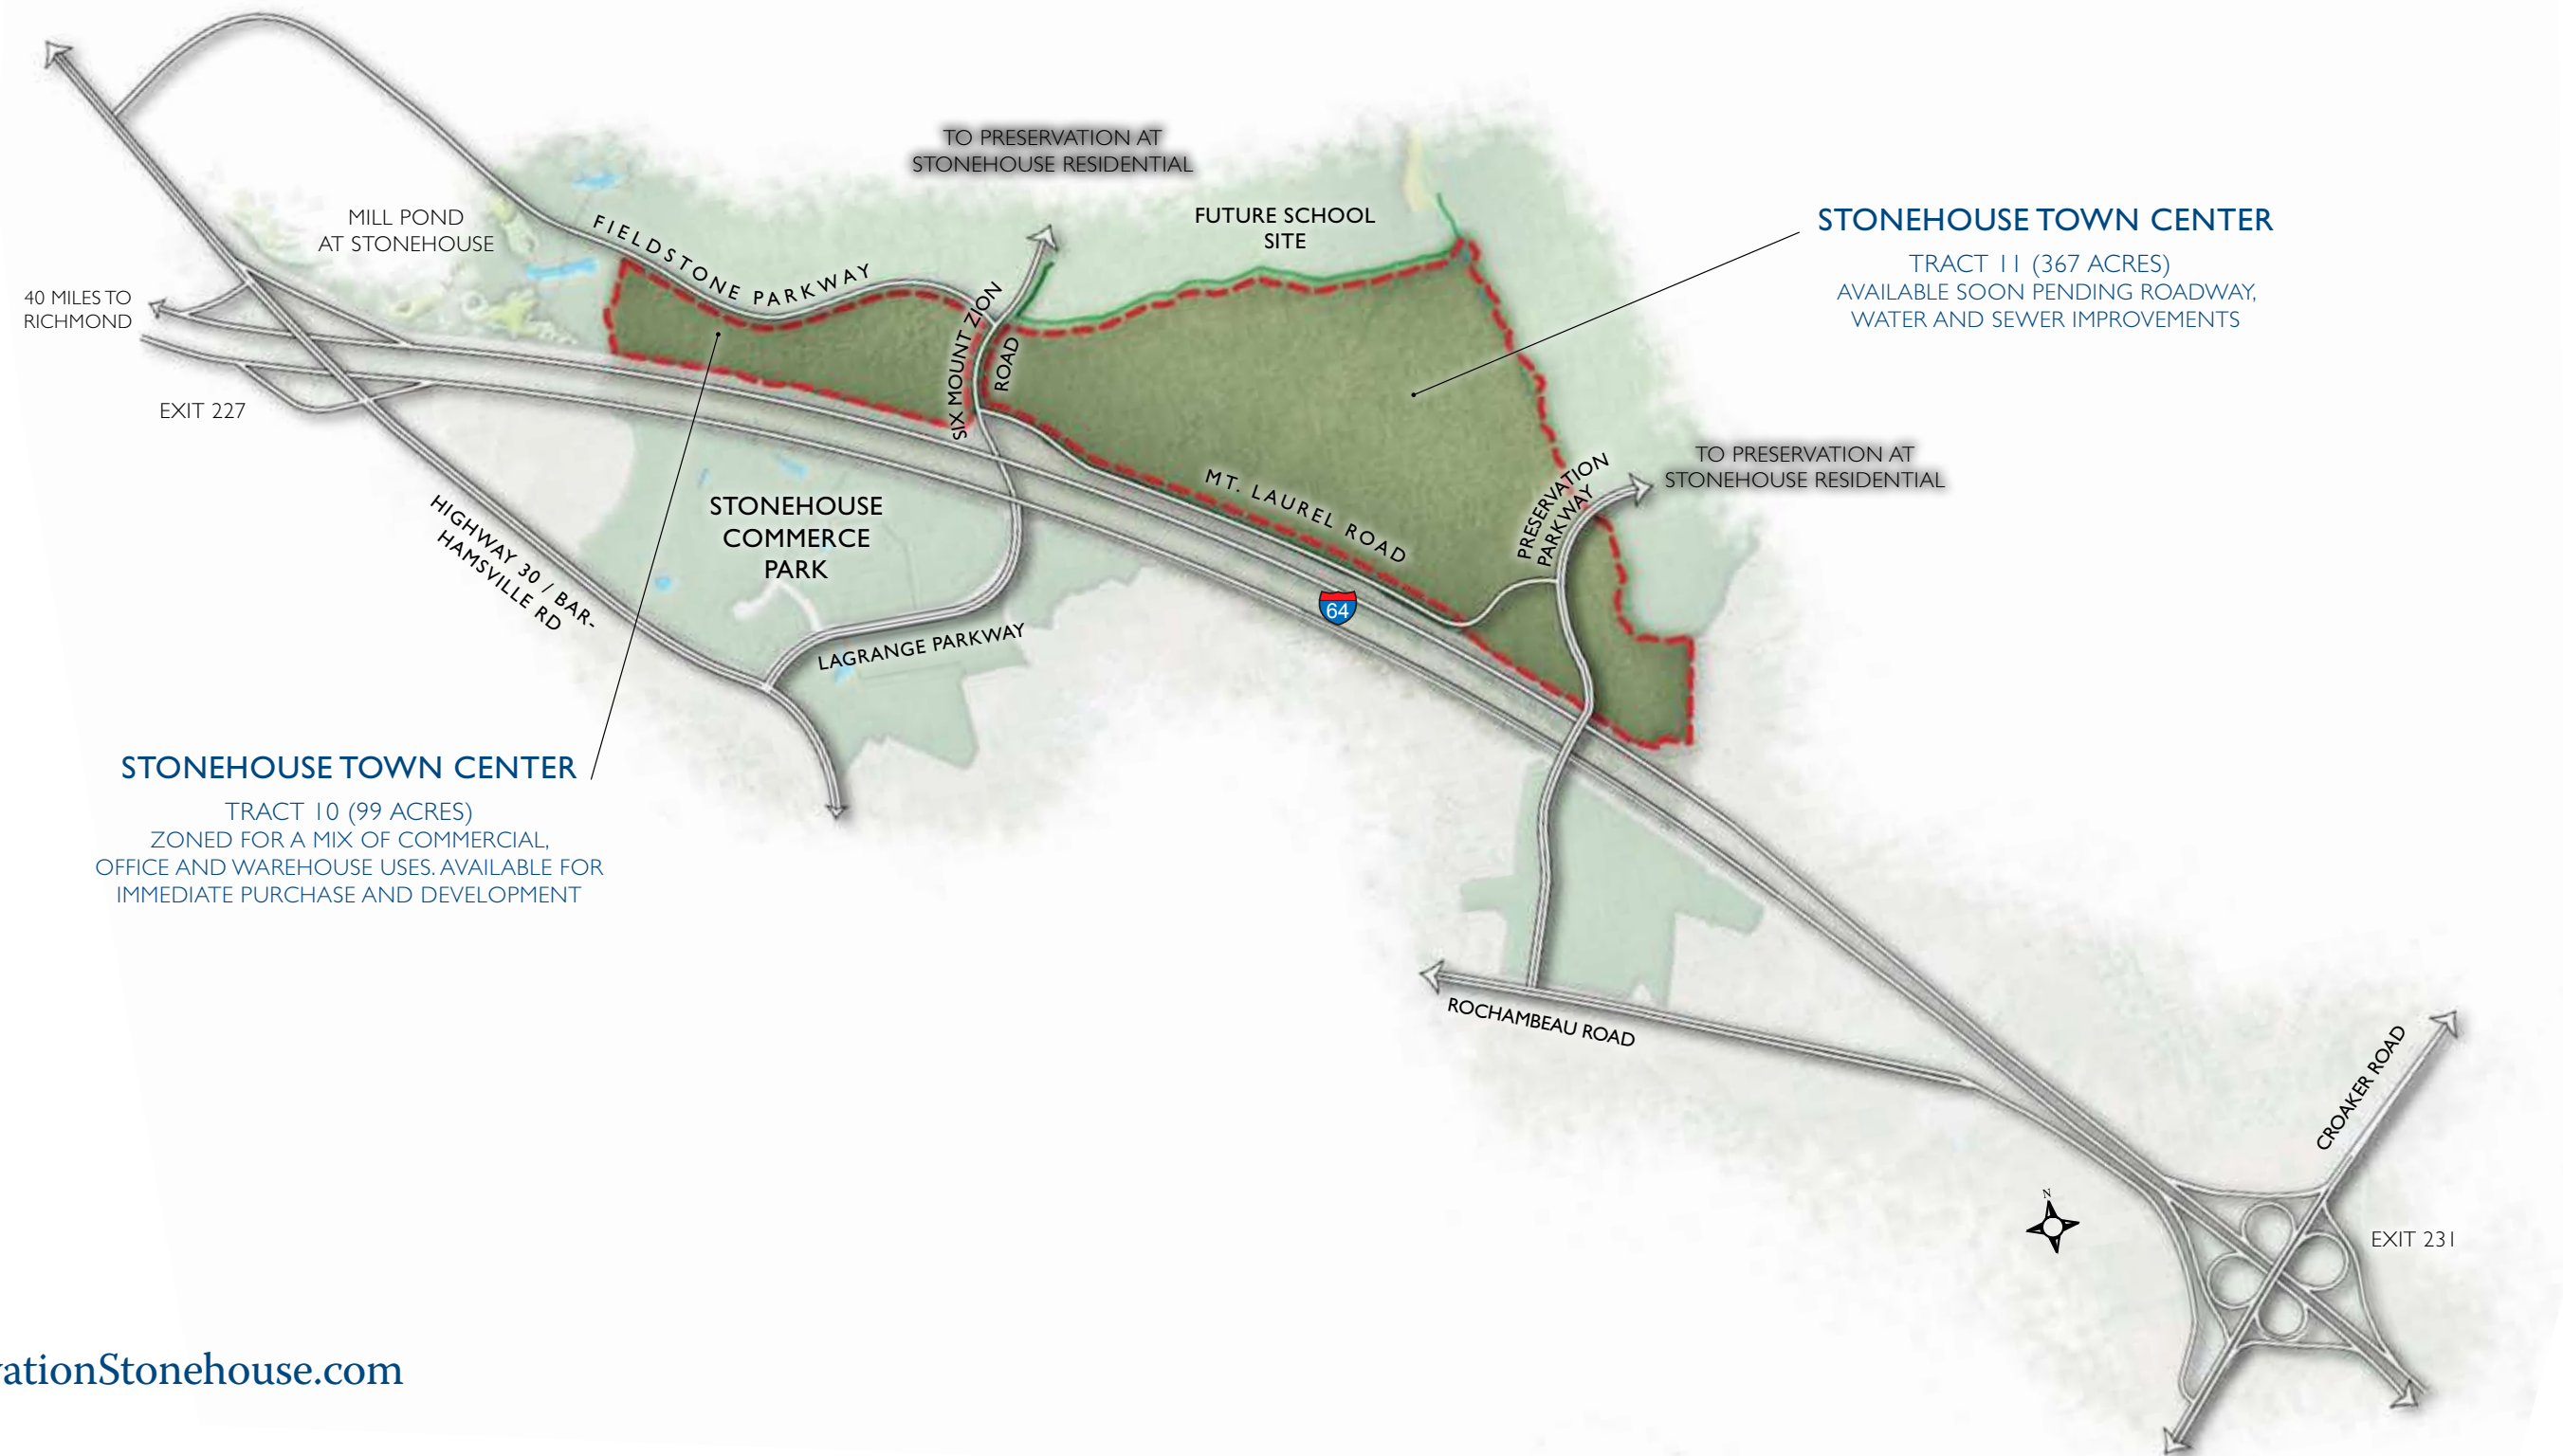 TO PRESERVATION AT
STONEHOUSE RESIDENTIAL
MILL POND
AT STONEHOUSE
FIELDSTONE PARKWAY
FUTURE SCHOOL
SITE
STONEHOUSE TOWN CENTER
TRACT 11 (367 ACRES)
AVAILABLE SOON PENDING ROADWAY,
WATER AND SEWER IMPROVEMENTS
40 MILES TO
RICHMOND
EXIT 227
SIX MOUNT ZION
ROAD
TO PRESERVATION AT
STONEHOUSE RESIDENTIAL
PRESERVATION
PARKWAY
MT. LAUREL ROAD
STONEHOUSE
COMMERCE
PARK
HIGHWAY 30 / BAR-
HAMSVILLE RD
64
LAGRANGE PARKWAY
STONEHOUSE TOWN CENTER
TRACT 10 (99 ACRES)
ZONED FOR A MIX OF COMMERCIAL,
OFFICE AND WAREHOUSE USES. AVAILABLE FOR
IMMEDIATE PURCHASE AND DEVELOPMENT
ROCHAMBEAU ROAD
CROAKER ROAD
N
EXIT 231
vationStonehouse.com